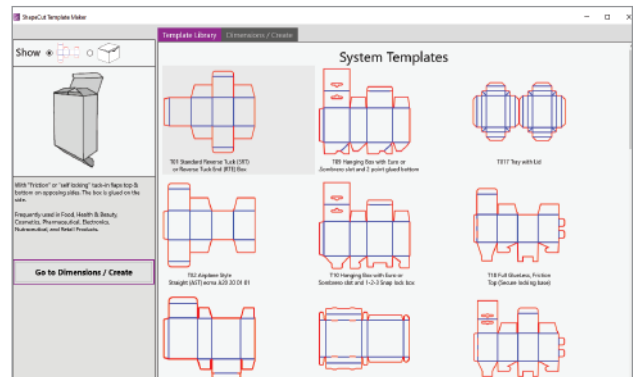 ShapeCut Template Maker
Template Library
Dimensions / Create
Show
System Templates
T01 Standard Reverse Tuck (SRT)
or Reverse Tuck End (RTE) Box
T09 Hanging Box with Euro or
Sombrero slot and 2 point glued bottom
T017 Tray with Lid
With "Friction" or "self locking" tuck-in flaps top &
bottom on opposing sides. The box is glued on the
side.
Frequently used in Food, Health & Beauty,
Cosmetics, Pharmaceutical, Electronics,
Nutraceutical, and Retail Products.
Go to Dimensions / Create
T02 Airplane Style
Straight (AST) ecma A20 20 01 01
T10 Hanging Box with Euro or
Sombrero slot and 1-2-3 Snap lock box
T18 Full Glueless, Friction
Top (Secure locking base)